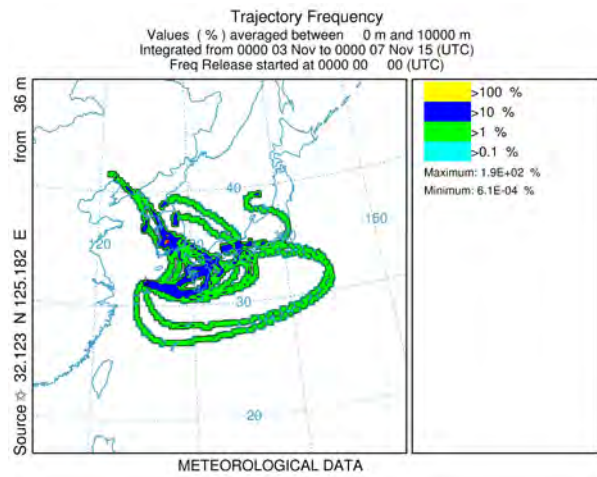 Trajectory Frequency
Values ( % ) averaged between 0 m and 10000 m
Integrated from 0000 03 Nov to 0000 07 Nov 15 (UTC)
Freq Release started at 0000 00 00 (UTC)
Source ☆ 32.123 N 125.182 E from 36 m
>100 %
>10 %
>1 %
>0.1 %
Maximum: 1.9E+02 %
Minimum: 6.1E-04 %
40
150
120
30
20
METEOROLOGICAL DATA